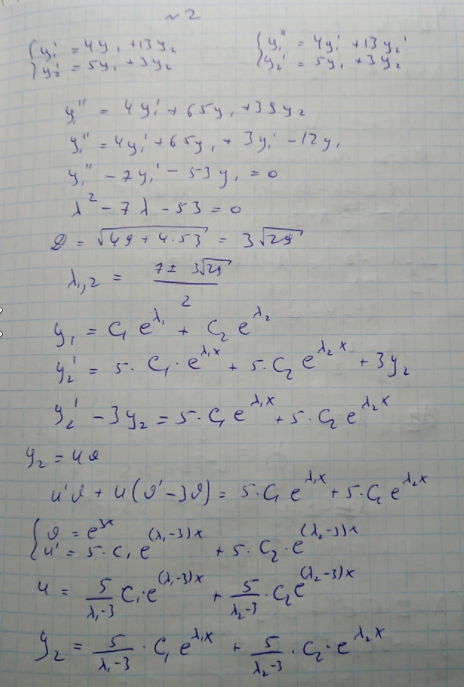 №2
{y₁' = 4y₁ + 13y₂ {y₁'' = 4y₁' + 13y₂'
{y₂' = 5y₁ + 3y₂ {y₂' = 5y₁ + 3y₂
y₁'' = 4y₁' + 65y₁ + 39y₂
y₁'' = 4y₁' + 65y₁ + 3y₁' - 12y₁
y₁'' - 7y₁' - 53y₁ = 0
λ² - 7λ - 53 = 0
D = √(49 + 4·53) = 3√29
λ₁,₂ = (7 ± 3√29)/2
y₁ = C₁e^λ₁ + C₂e^λ₂
y₂' = 5·C₁·e^λ₁x + 5·C₂e^λ₂x + 3y₂
y₂' - 3y₂ = 5·C₁e^λ₁x + 5·C₂e^λ₂x
y₂ = uϑ
u'ϑ + u(ϑ' - 3ϑ) = 5·C₁e^λ₁x + 5·C₂e^λ₂x
{ϑ = e^3x
{u' = 5·C₁e^(λ₁-3)x + 5·C₂·e^(λ₂-3)x
u = 5/(λ₁-3) C₁·e^(λ₁-3)x + 5/(λ₂-3)·C₂e^(λ₂-3)x
y₂ = 5/(λ₁-3)·C₁e^λ₁x + 5/(λ₂-3)·C₂·e^λ₂x